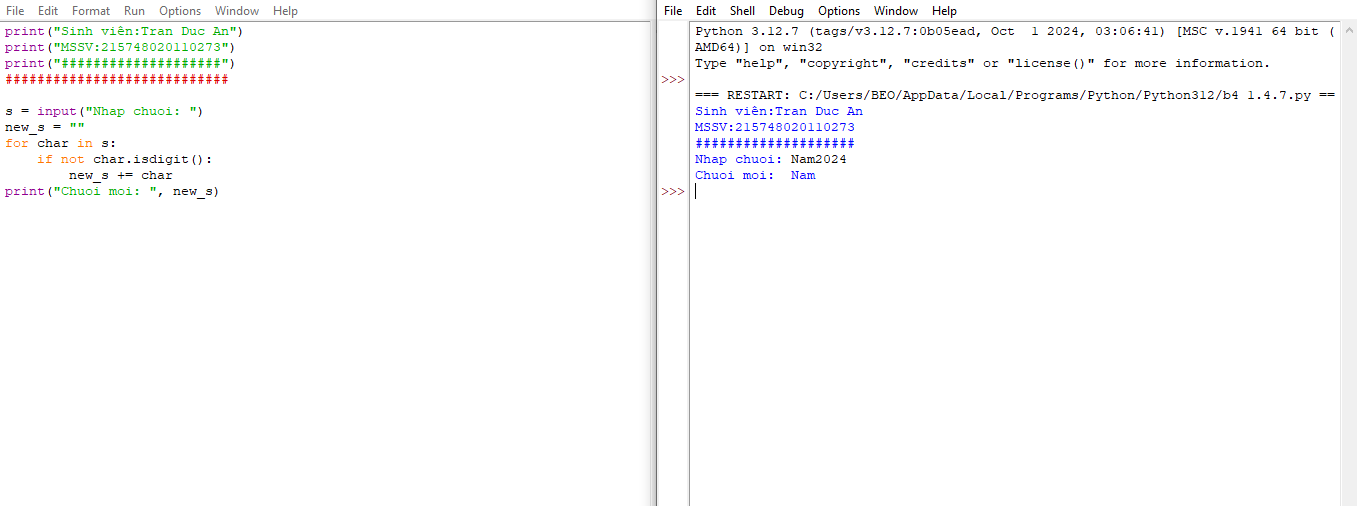 File Edit Format Run Options Window Help
print("Sinh viên:Tran Duc An")
print("MSSV:215748020110273")
print("####################")
############################
s = input("Nhap chuoi: ")
new_s = ""
for char in s:
    if not char.isdigit():
        new_s += char
print("Chuoi moi: ", new_s)
File Edit Shell Debug Options Window Help
Python 3.12.7 (tags/v3.12.7:0b05ead, Oct  1 2024, 03:06:41) [MSC v.1941 64 bit (
AMD64)] on win32
Type "help", "copyright", "credits" or "license()" for more information.
>>>
=== RESTART: C:/Users/BEO/AppData/Local/Programs/Python/Python312/b4 1.4.7.py ==
Sinh viên:Tran Duc An
MSSV:215748020110273
####################
Nhap chuoi: Nam2024
Chuoi moi:  Nam
>>>